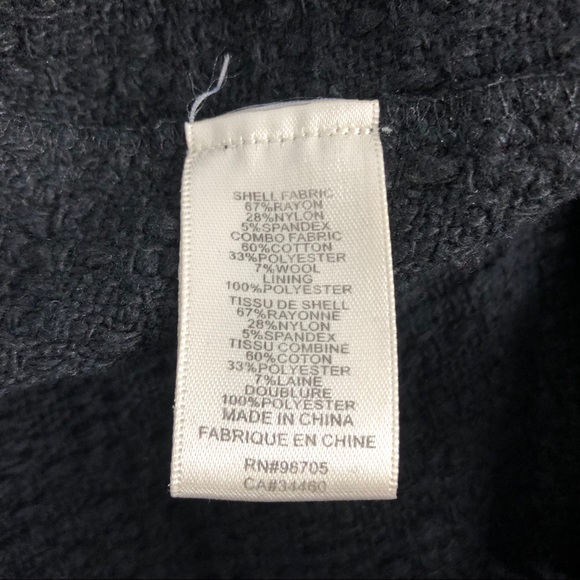 SHELL FABRIC
67%RAYON
28%NYLON
5%SPANDEX
COMBO FABRIC
60%COTTON
33%POLYESTER
7%WOOL
LINING
100%POLYESTER
TISSU DE SHELL
67%RAYONNE
28%NYLON
5%SPANDEX
TISSU COMBINÉ
60%COTON
33%POLYESTER
7%LAINE
DOUBLURE
100%POLYESTER
MADE IN CHINA
FABRIQUE EN CHINE
RN#96705
CA#34460